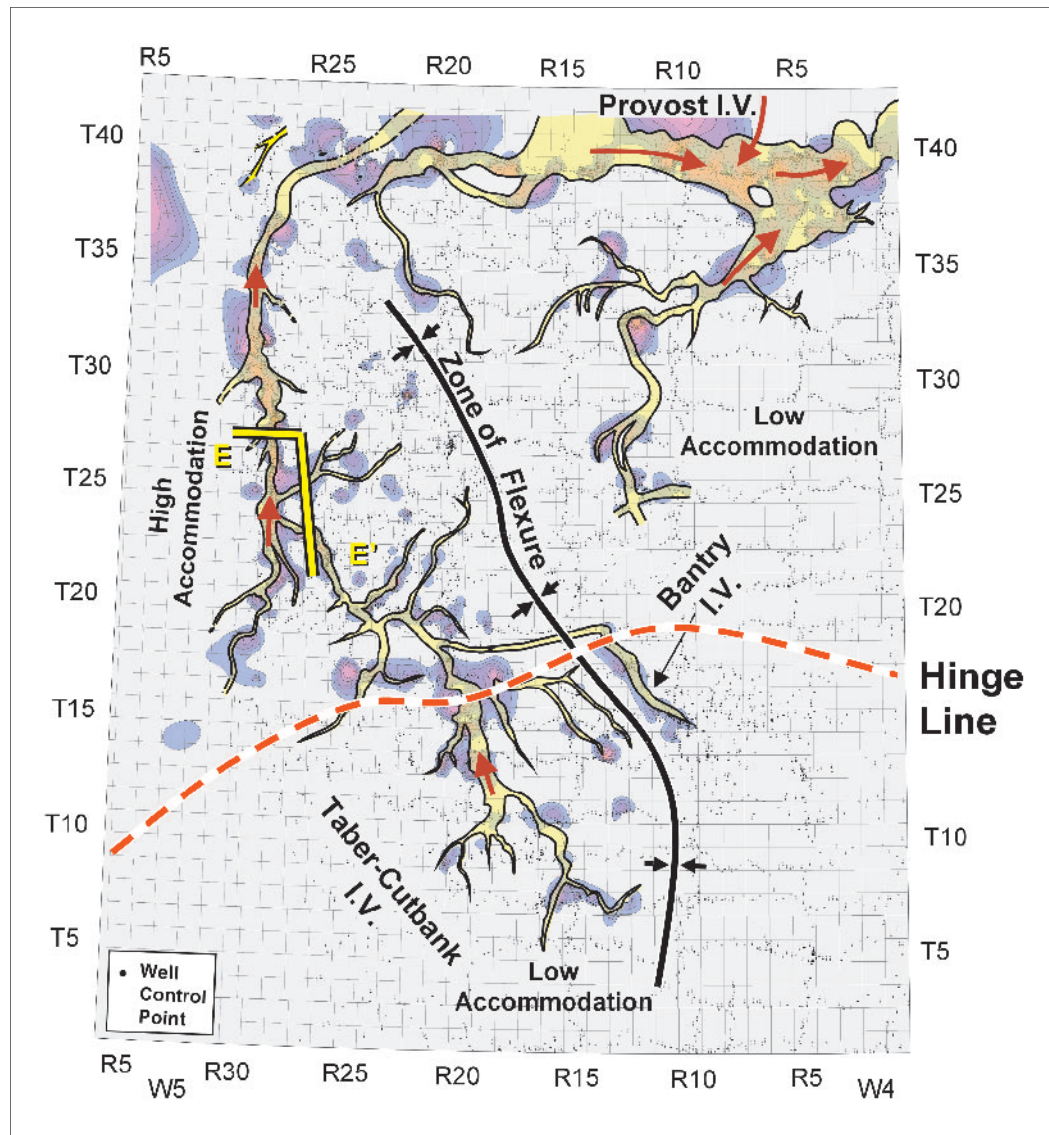 R5
R25
R20
R15
R10
R5
Provost I.V.
T40
T40
T35
T35
T30
T30
Zone of Flexure
Low
Accommodation
E
High
Accommodation
T25
T25
E'
Bantry
I.V.
T20
T20
Hinge
Line
T15
T15
T10
T10
Taber-Cutbank
I.V.
T5
T5
Low
Accommodation
Well
Control
Point
R5
W5
R30
R25
R20
R15
R10
R5
W4